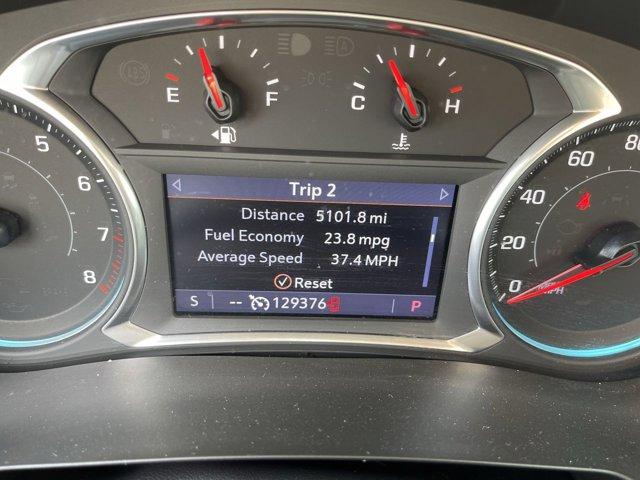 E F
C H
5
6
7
8
Trip 2
Distance 5101.8 mi
Fuel Economy 23.8 mpg
Average Speed 37.4 MPH
Reset
S -- 129376 P
0
20
40
60
80